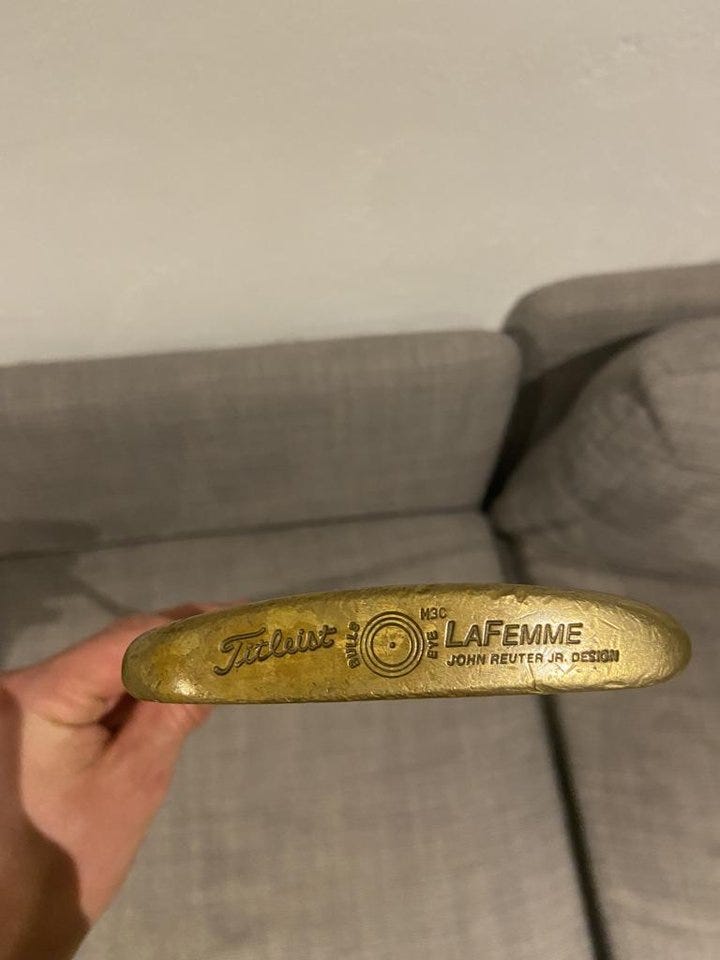 Titleist
BULLS
EYE
M3C
LAFEMME
JOHN REUTER JR. DESIGN